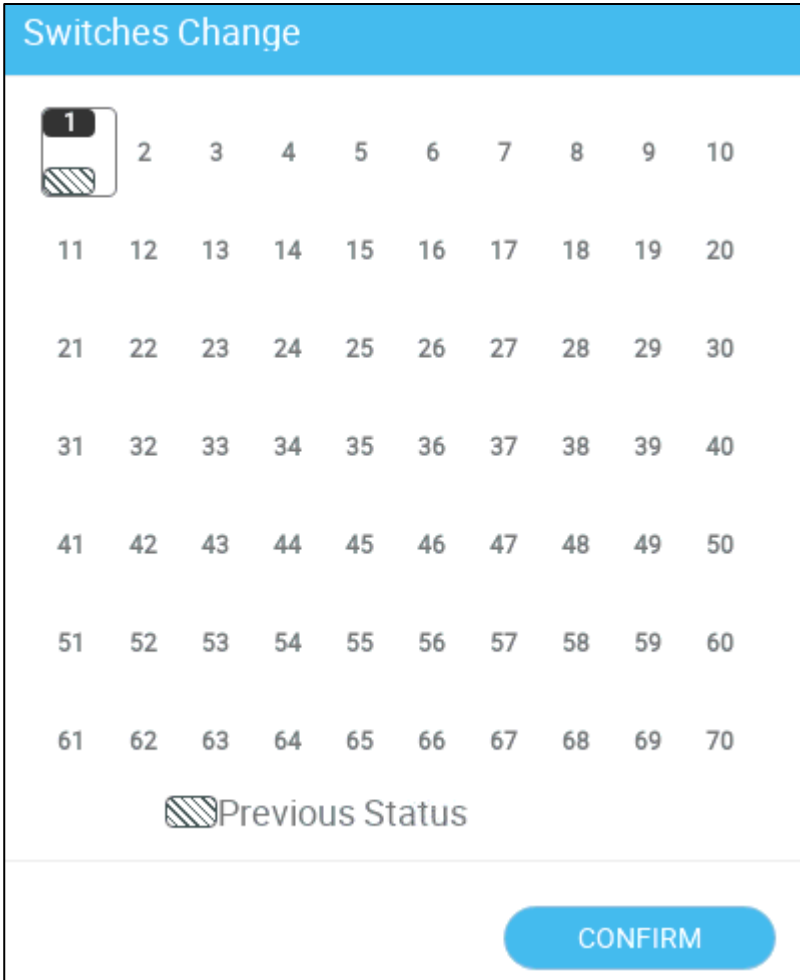 Switches Change
1 2 3 4 5 6 7 8 9 10
11 12 13 14 15 16 17 18 19 20
21 22 23 24 25 26 27 28 29 30
31 32 33 34 35 36 37 38 39 40
41 42 43 44 45 46 47 48 49 50
51 52 53 54 55 56 57 58 59 60
61 62 63 64 65 66 67 68 69 70
Previous Status
CONFIRM